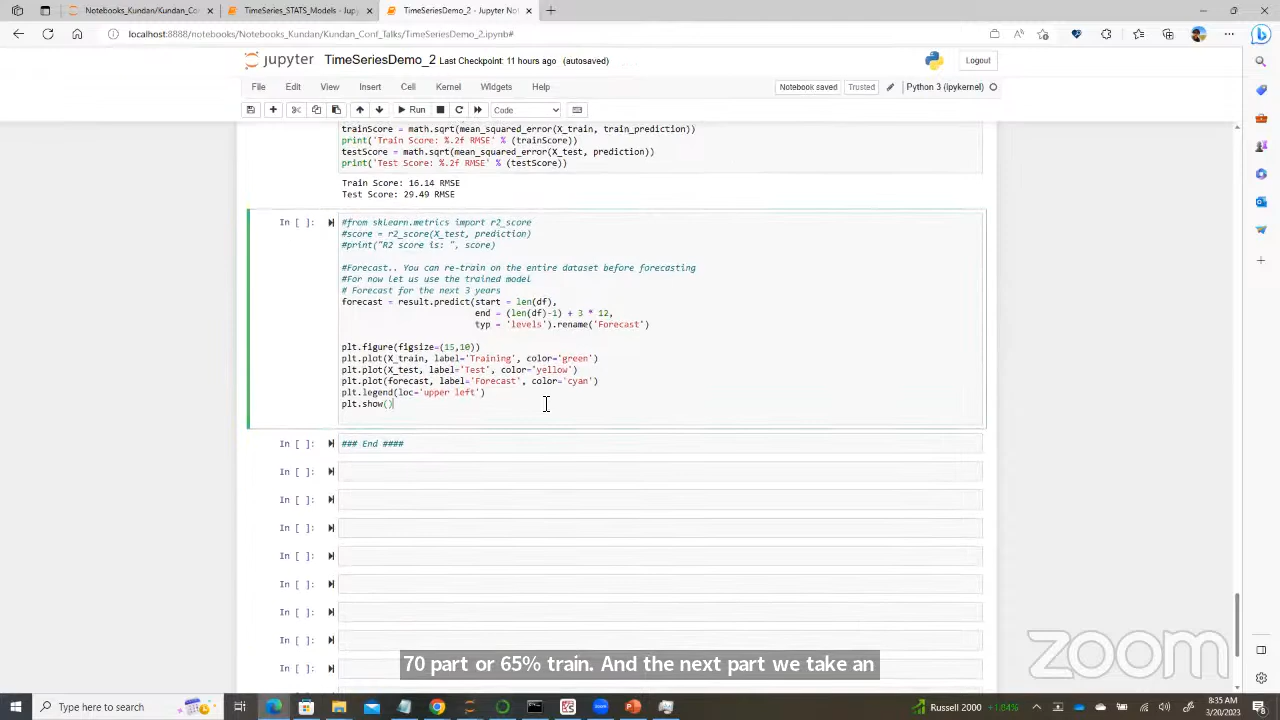 Notebooks_Kundan/Kundan_Conf_
TimeSeries_STATS_Models - Jupyt
TimeSeriesDemo_2 - Jupyter Not
localhost:8888/notebooks/Notebooks_Kundan/Kundan_Conf_Talks/TimeSeriesDemo_2.ipynb#
jupyter TimeSeriesDemo_2 Last Checkpoint: 11 hours ago (autosaved)
Logout
File Edit View Insert Cell Kernel Widgets Help
Notebook saved Trusted Python 3 (ipykernel)
Run Code
trainScore = math.sqrt(mean_squared_error(X_train, train_prediction))
print('Train Score: %.2f RMSE' % (trainScore))
testScore = math.sqrt(mean_squared_error(X_test, prediction))
print('Test Score: %.2f RMSE' % (testScore))
Train Score: 16.14 RMSE
Test Score: 29.49 RMSE
In [ ]: #from sklearn.metrics import r2_score
#score = r2_score(X_test, prediction)
#print("R2 score is: ", score)
#Forecast.. You can re-train on the entire dataset before forecasting
#For now let us use the trained model
# Forecast for the next 3 years
forecast = result.predict(start = len(df),
end = (len(df)-1) + 3 * 12,
typ = 'levels').rename('Forecast')
plt.figure(figsize=(15,10))
plt.plot(X_train, label='Training', color='green')
plt.plot(X_test, label='Test', color='yellow')
plt.plot(forecast, label='Forecast', color='cyan')
plt.legend(loc='upper left')
plt.show()
In [ ]: ### End ####
In [ ]:
In [ ]:
In [ ]:
In [ ]:
In [ ]:
In [ ]:
In [ ]:
In [ ]:
70 part or 65% train. And the next part we take an
zoom
Type here to search
Russell 2000 +1.84%
8:35 AM
3/20/2023